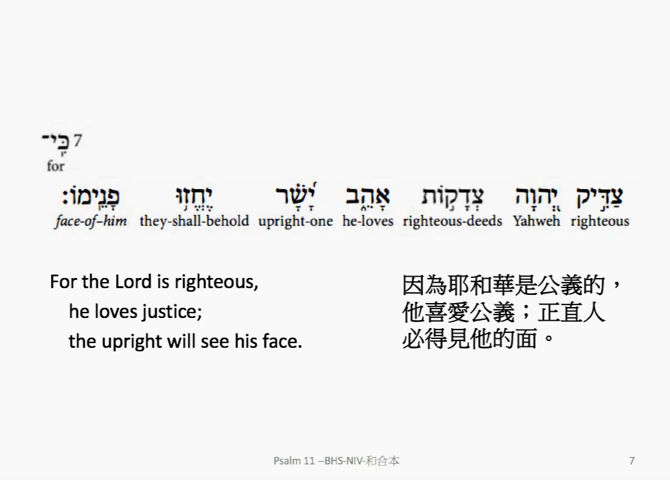 7 כִּֽי־
for
צַדִּ֣יק יְ֭הוָה צְדָק֣וֹת אָהֵ֑ב יָ֝שָׁ֗ר יֶחֱז֥וּ פָנֵֽימוֹ׃
face-of–him they-shall-behold upright-one he-loves righteous-deeds Yahweh righteous
For the Lord is righteous,
he loves justice;
the upright will see his face.
因為耶和華是公義的，
他喜愛公義；正直人
必得見他的面。
Psalm 11 –BHS-NIV-和合本
7